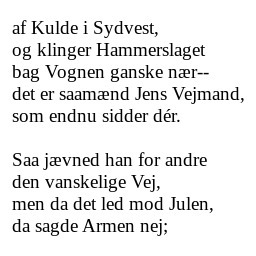 af Kulde i Sydvest,
og klinger Hammerslaget
bag Vognen ganske nær--
det er saamænd Jens Vejmand,
som endnu sidder dér.

Saa jævned han for andre
den vanskelige Vej,
men da det led mod Julen,
da sagde Armen nej;